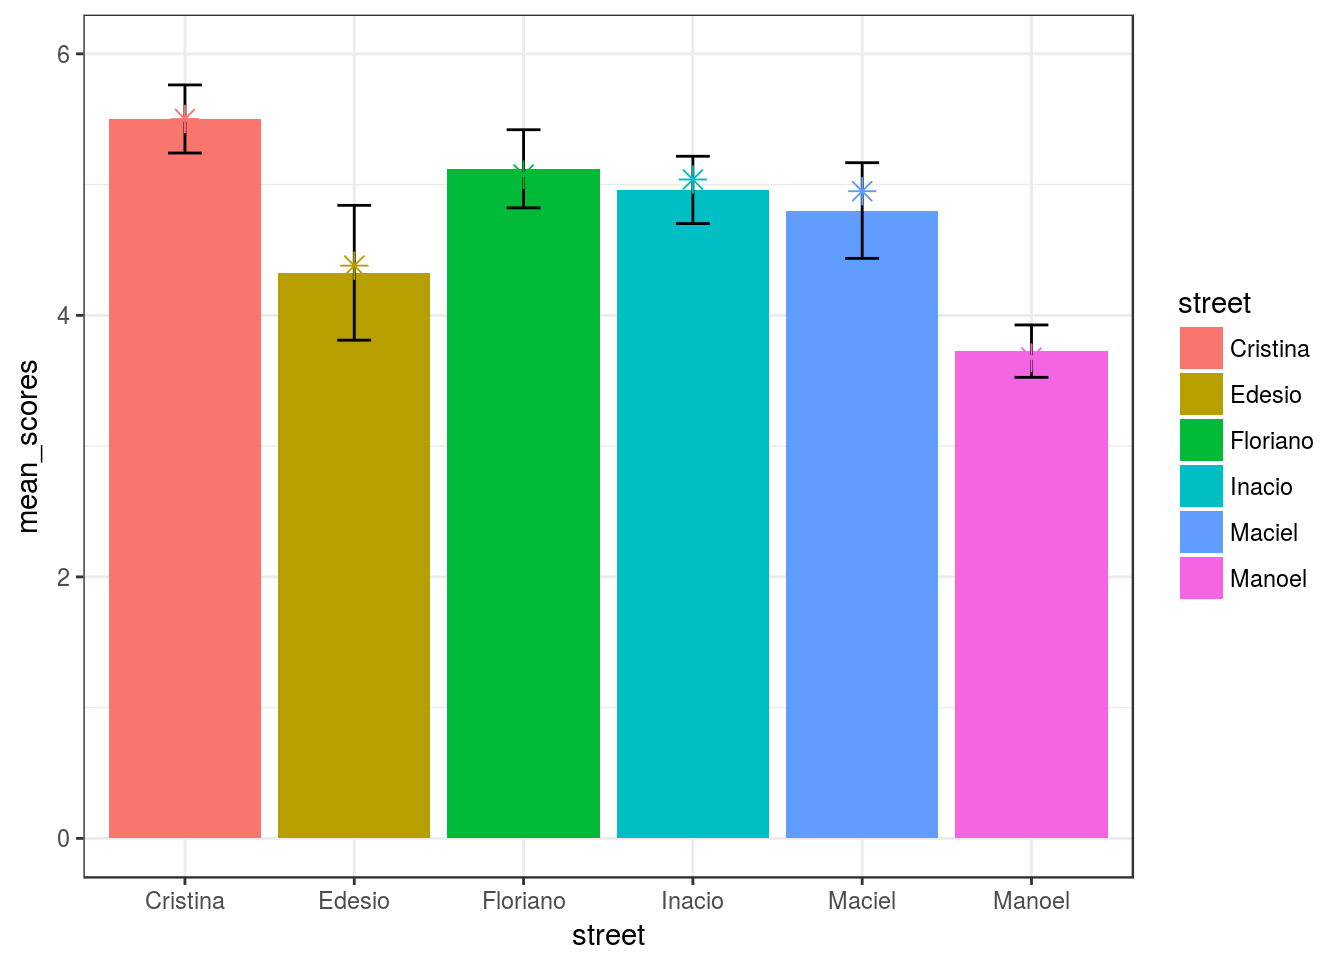 mean_scores
6
4
2
0
Cristina Edesio Floriano Inacio Maciel Manoel
street
street
Cristina
Edesio
Floriano
Inacio
Maciel
Manoel